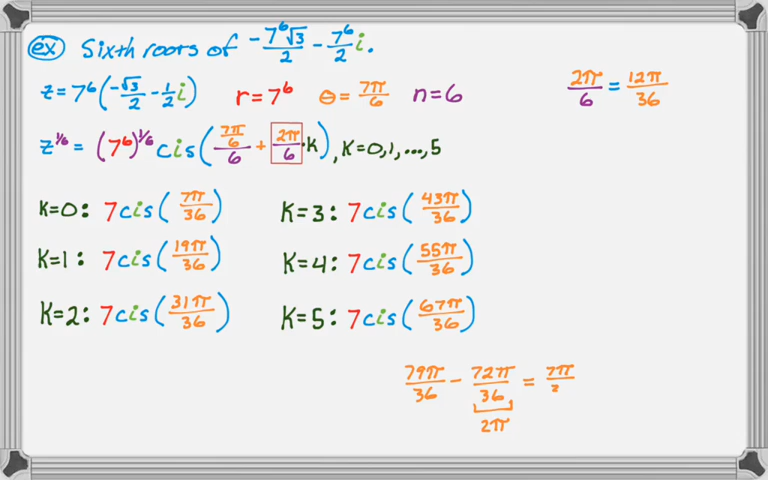 ex Sixth roots of -7⁶√3/2 - 7⁶/2 i.
z = 7⁶(-√3/2 - 1/2 i) r = 7⁶ θ = 7π/6 n = 6
2π/6 = 12π/36
z^1/6 = (7⁶)^1/6 cis(7π/6/6 + 2π/6 · k), K = 0, 1, ..., 5
K=0: 7cis(7π/36)
K=1: 7cis(19π/36)
K=2: 7cis(31π/36)
K=3: 7cis(43π/36)
K=4: 7cis(55π/36)
K=5: 7cis(67π/36)
79π/36 - 72π/36 = 7π/3
2π